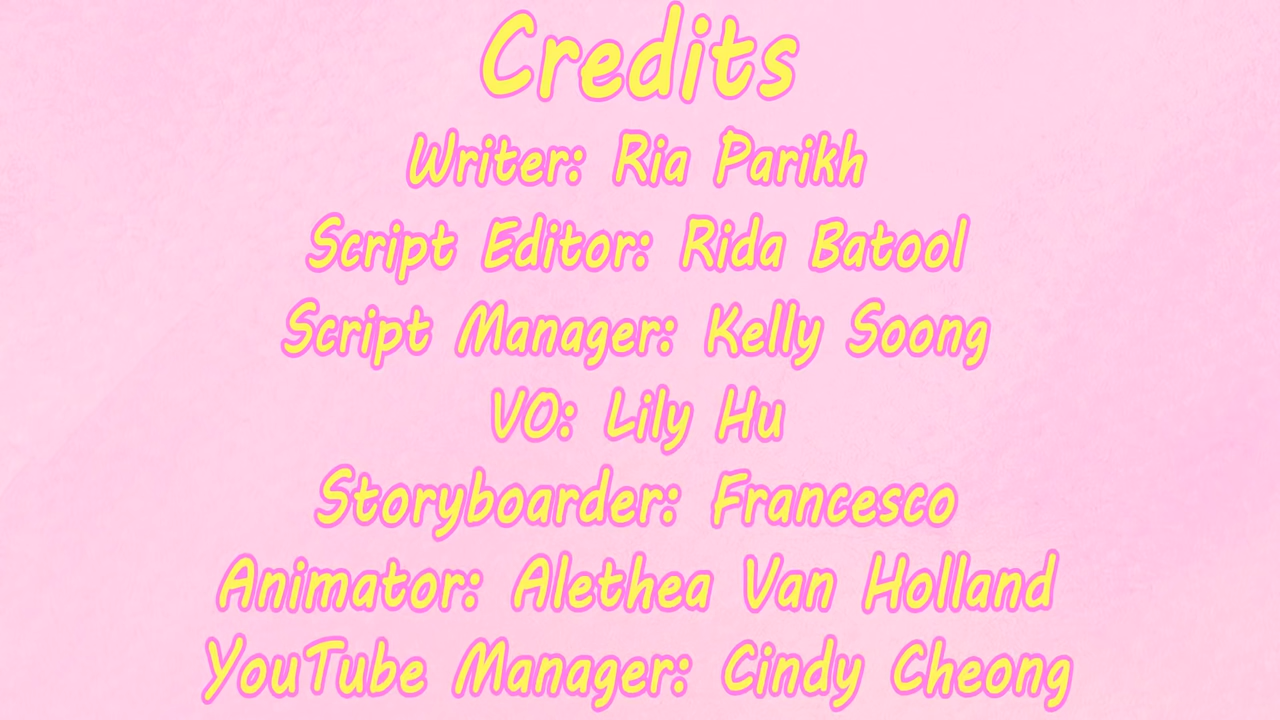 Credits
Writer: Ria Parikh
Script Editor: Rida Batool
Script Manager: Kelly Soong
VO: Lily Hu
Storyboarder: Francesco
Animator: Alethea Van Holland
YouTube Manager: Cindy Cheong